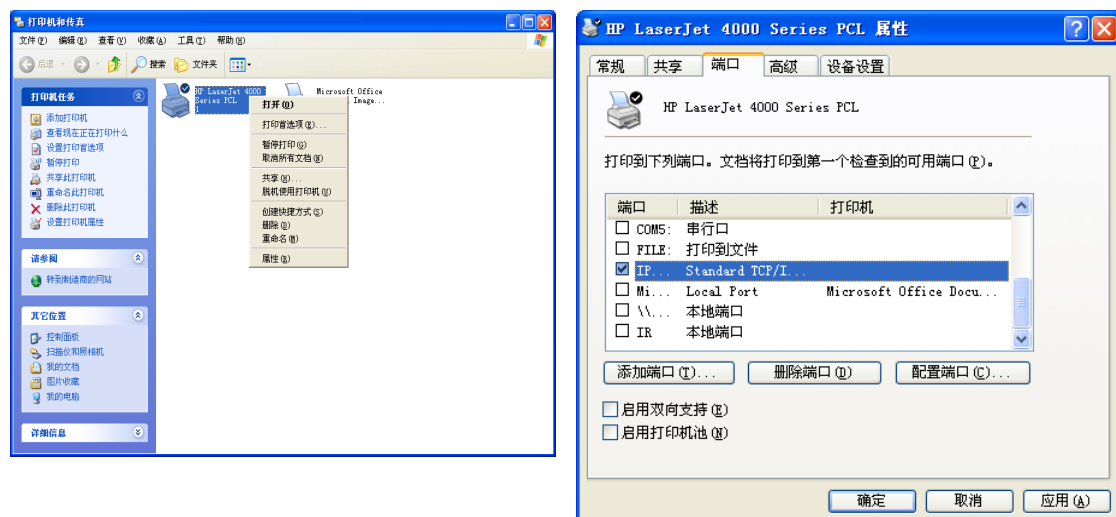 打印机和传真
文件(F) 编辑(E) 查看(V) 收藏(A) 工具(T) 帮助(H)
后退 搜索 文件夹
打印机任务
添加打印机
查看现在正在打印什么
设置打印首选项
暂停打印
共享此打印机
重命名此打印机
删除此打印机
设置打印机属性
请参阅
转到制造商的网站
其它位置
控制面板
扫描仪和照相机
我的文档
图片收藏
我的电脑
详细信息
HP LaserJet 4000
Series PCL
1
Microsoft Office
Image...
打开(O)
打印首选项(E)...
暂停打印(G)
取消所有文档(N)
共享(H)...
脱机使用打印机(U)
创建快捷方式(S)
删除(D)
重命名(M)
属性(R)
HP LaserJet 4000 Series PCL 属性
常规 共享 端口 高级 设备设置
HP LaserJet 4000 Series PCL
打印到下列端口。文档将打印到第一个检查到的可用端口(P)。
端口 描述 打印机
COM5: 串行口
FILE: 打印到文件
IP... Standard TCP/I...
Mi... Local Port Microsoft Office Docu...
\\... 本地端口
IR 本地端口
添加端口(T)... 删除端口(D) 配置端口(C)...
启用双向支持(E)
启用打印机池(N)
确定 取消 应用(A)